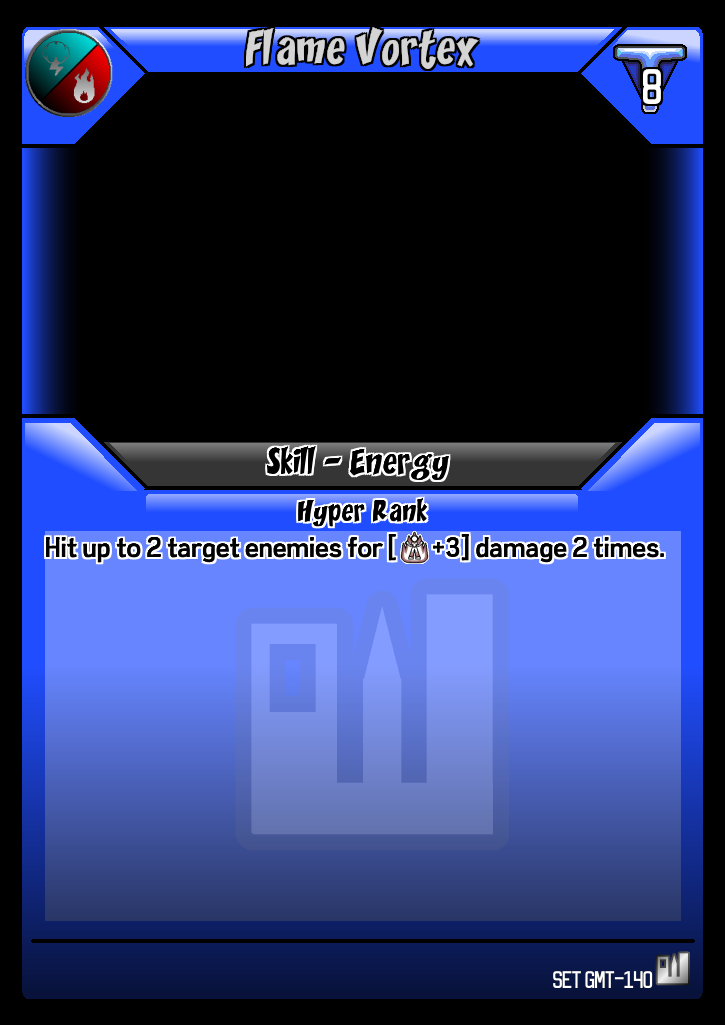 Flame Vortex
8
Skill - Energy
Hyper Rank
Hit up to 2 target enemies for [ +3] damage 2 times.
SET GMT-140